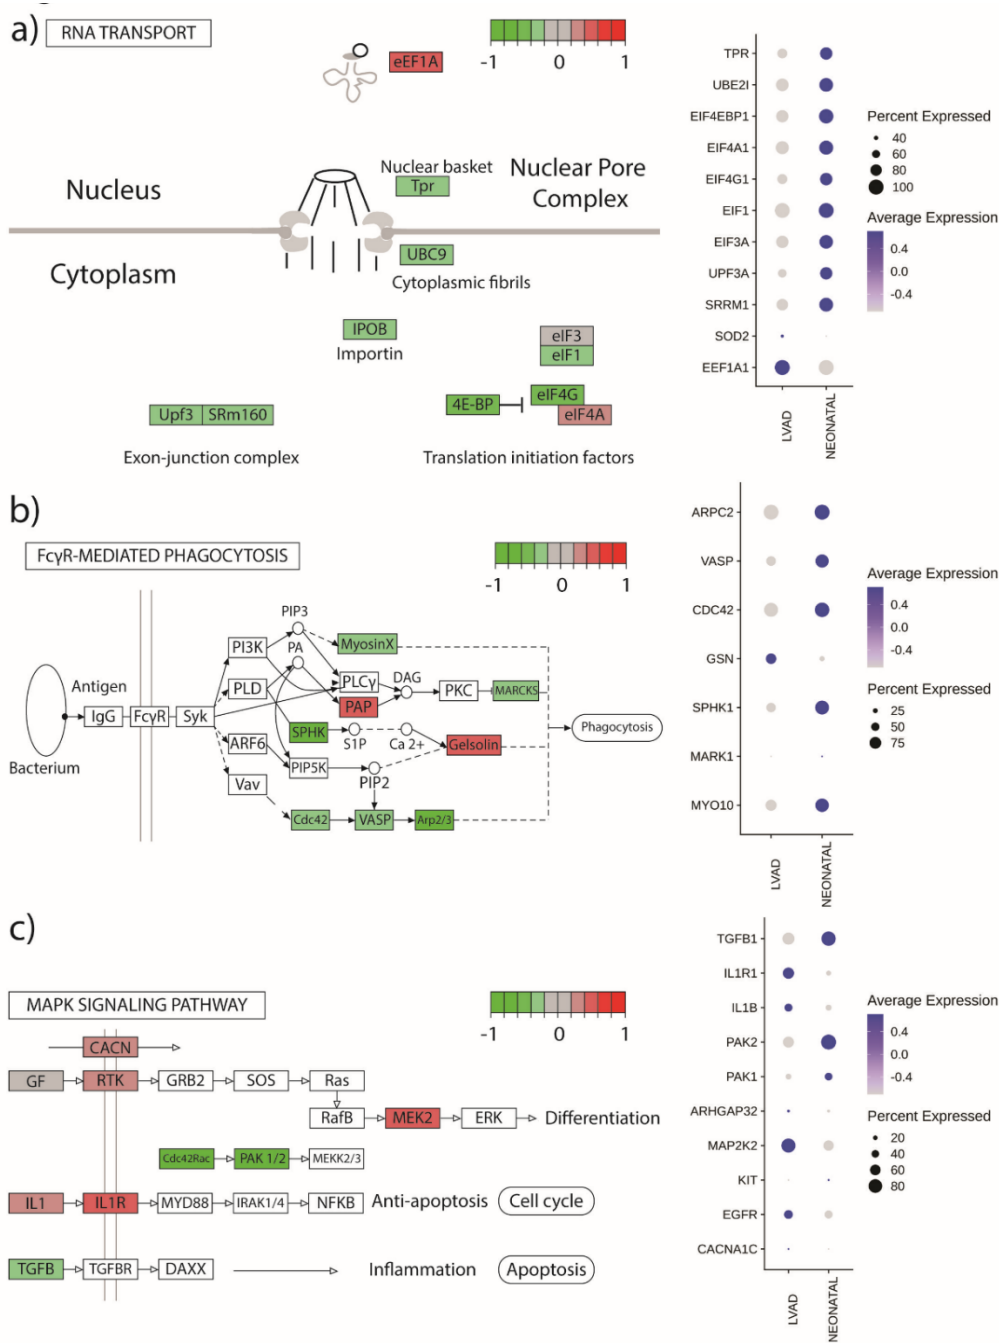 a)
RNA TRANSPORT
eEF1A
-1 0 1
Nuclear basket
Tpr
Nucleus
Nuclear Pore
Complex
UBC9
Cytoplasm
Cytoplasmic fibrils
IPOB
Importin
eIF3
eIF1
4E-BP
eIF4G
eIF4A
Upf3 SRm160
Exon-junction complex
Translation initiation factors
TPR
UBE2I
EIF4EBP1
EIF4A1
EIF4G1
EIF1
EIF3A
UPF3A
SRRM1
SOD2
EEF1A1
LVAD
NEONATAL
Percent Expressed
40
60
80
100
Average Expression
0.4
0.0
-0.4
b)
FcγR-MEDIATED PHAGOCYTOSIS
-1 0 1
PIP3
MyosinX
PI3K
PA
Antigen
PLD
PLCγ
DAG
PKC
MARCKS
PAP
IgG
FcγR
Syk
SPHK
S1P
Ca 2+
Phagocytosis
ARF6
Gelsolin
Bacterium
PIP5K
PIP2
Vav
Cdc42
VASP
Arp2/3
ARPC2
VASP
CDC42
GSN
SPHK1
MARK1
MYO10
LVAD
NEONATAL
Average Expression
0.4
0.0
-0.4
Percent Expressed
25
50
75
c)
MAPK SIGNALING PATHWAY
-1 0 1
CACN
GF
RTK
GRB2
SOS
Ras
RafB
MEK2
ERK
Differentiation
Cdc42Rac
PAK 1/2
MEKK2/3
IL1
IL1R
MYD88
IRAK1/4
NFKB
Anti-apoptosis
Cell cycle
TGFB
TGFBR
DAXX
Inflammation
Apoptosis
TGFB1
IL1R1
IL1B
PAK2
PAK1
ARHGAP32
MAP2K2
KIT
EGFR
CACNA1C
LVAD
NEONATAL
Average Expression
0.4
0.0
-0.4
Percent Expressed
20
40
60
80